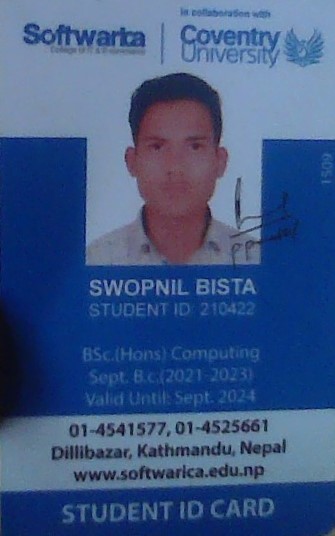 in collaboration with
Softwarica
College of IT & E-commerce
Coventry
University
1509
SWOPNIL BISTA
STUDENT ID: 210422
BSc.(Hons) Computing
Sept. B.c.(2021-2023)
Valid Until: Sept. 2024
01-4541577, 01-4525661
Dillibazar, Kathmandu, Nepal
www.softwarica.edu.np
STUDENT ID CARD